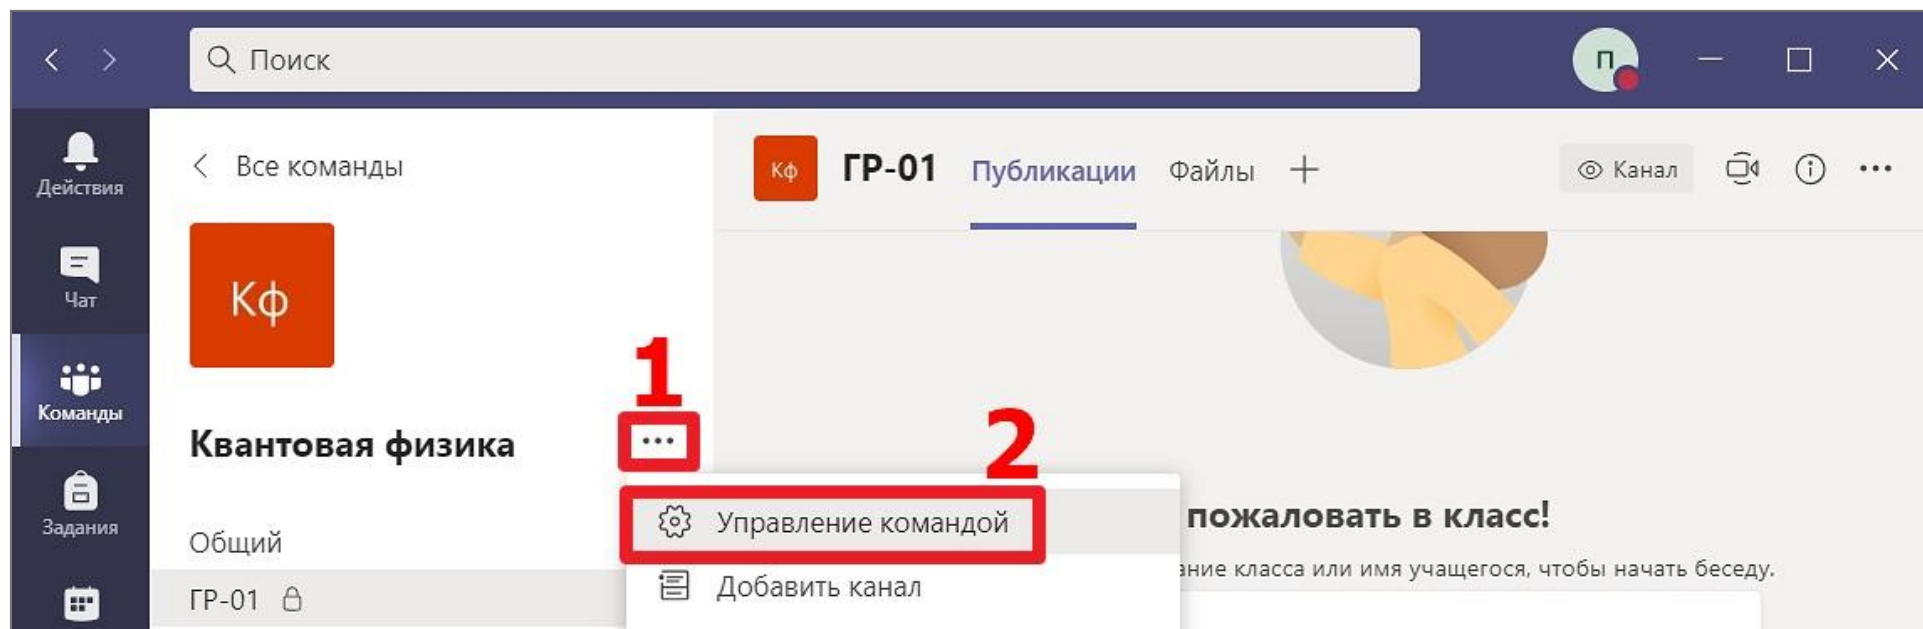 Поиск
П
Действия
Чат
Команды
Задания
Все команды
Кф
Квантовая физика
1
Общий
ГР-01
2
Управление командой
Добавить канал
Кф ГР-01 Публикации Файлы
Канал
пожаловать в класс!
класса или имя учащегося, чтобы начать беседу.